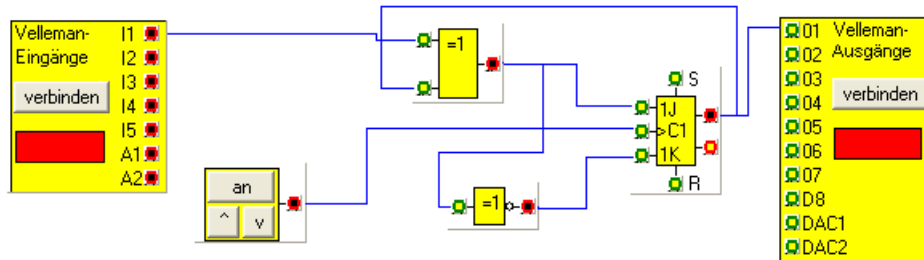 Velleman-
Eingänge
verbinden
I1
I2
I3
I4
I5
A1
A2
an
^
v
=1
=1
S
1J
>C1
1K
R
01
02
03
04
05
06
07
D8
DAC1
DAC2
Velleman-
Ausgänge
verbinden